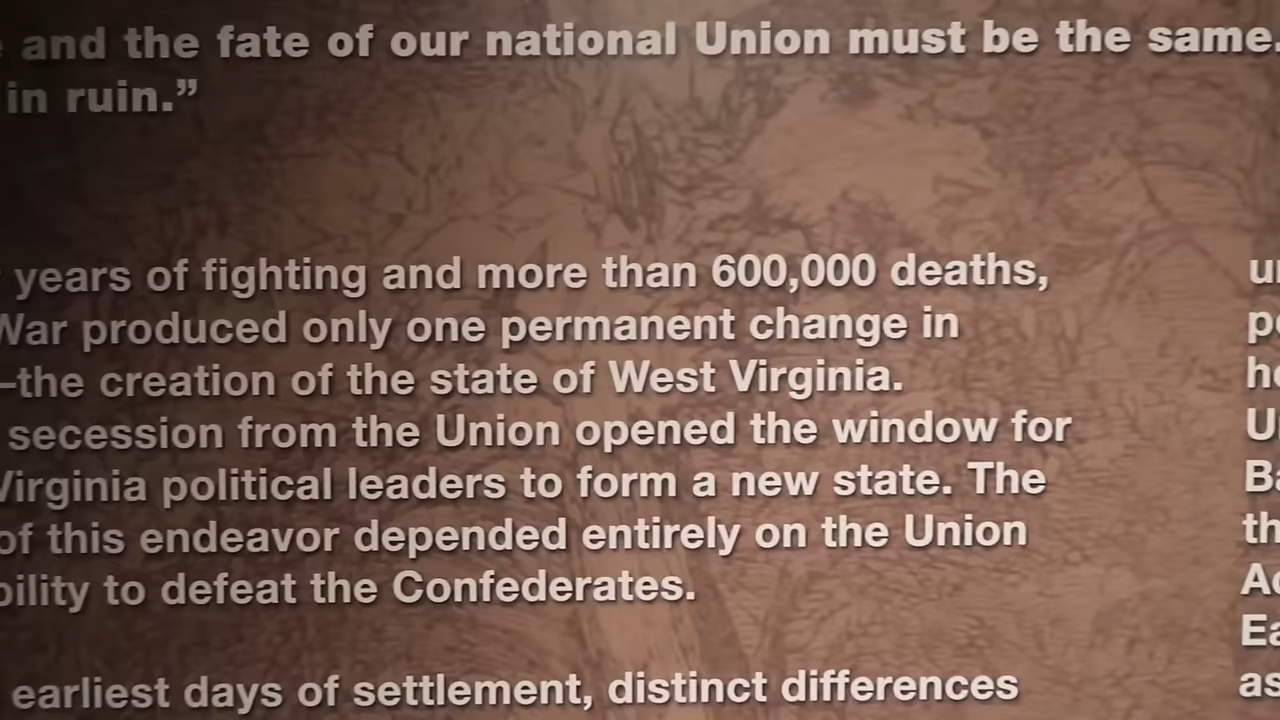 and the fate of our national Union must be the same.
in ruin.”
years of fighting and more than 600,000 deaths,
War produced only one permanent change in
—the creation of the state of West Virginia.
secession from the Union opened the window for
Virginia political leaders to form a new state. The
of this endeavor depended entirely on the Union
to defeat the Confederates.
earliest days of settlement, distinct differences